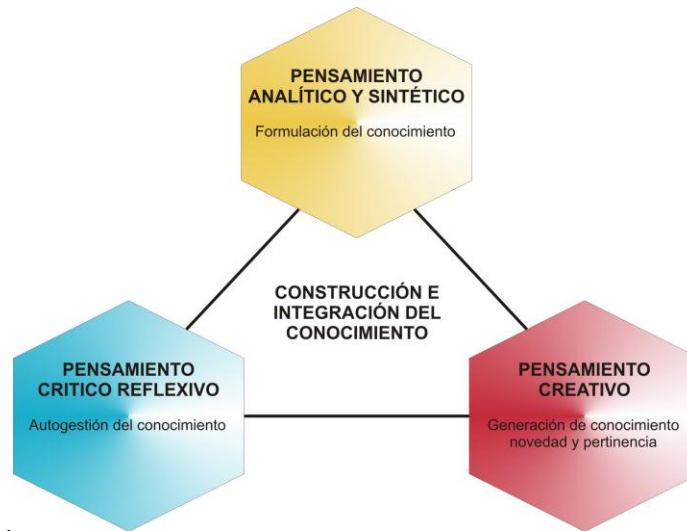 PENSAMIENTO
ANALÍTICO Y SINTÉTICO
Formulación del conocimiento
CONSTRUCCIÓN E
INTEGRACIÓN DEL
CONOCIMIENTO
PENSAMIENTO
CRITICO REFLEXIVO
Autogestión del conocimiento
PENSAMIENTO
CREATIVO
Generación de conocimiento
novedad y pertinencia